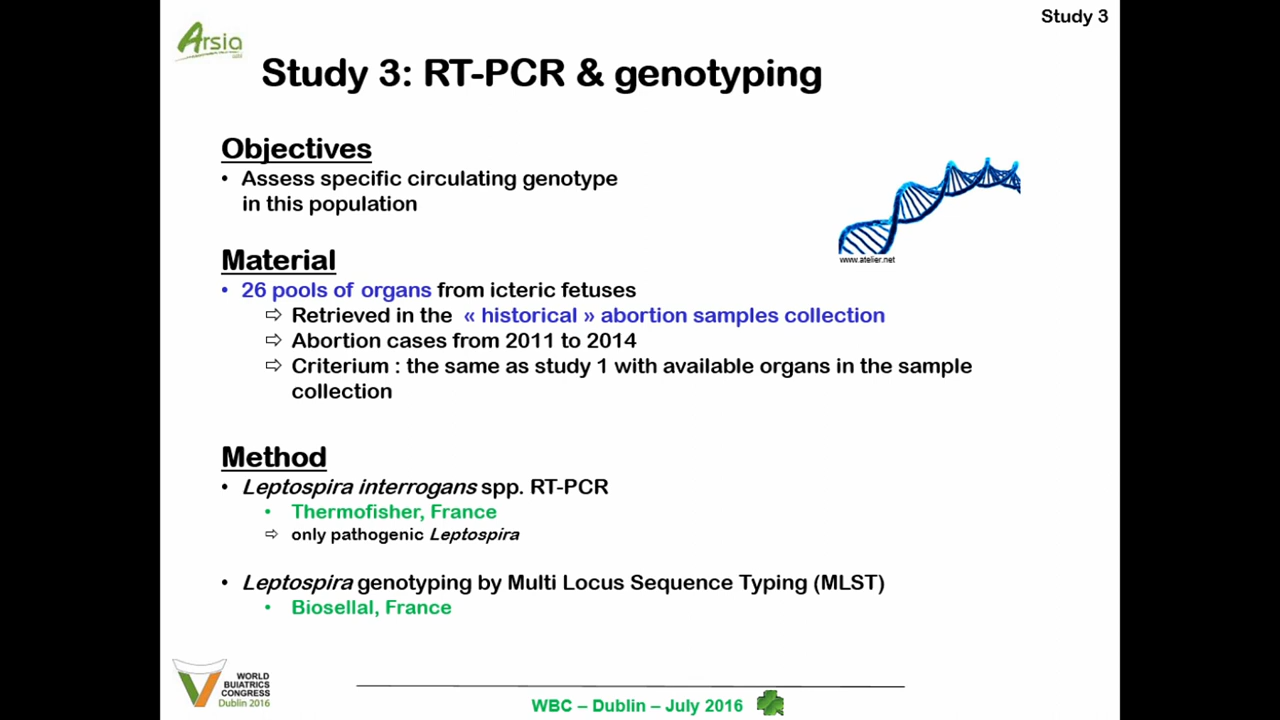 Study 3
Arsia
Study 3: RT-PCR & genotyping
Objectives
• Assess specific circulating genotype
in this population
www.atelier.net
Material
• 26 pools of organs from icteric fetuses
⇨ Retrieved in the « historical » abortion samples collection
⇨ Abortion cases from 2011 to 2014
⇨ Criterium : the same as study 1 with available organs in the sample
collection
Method
• Leptospira interrogans spp. RT-PCR
• Thermofisher, France
⇨ only pathogenic Leptospira
• Leptospira genotyping by Multi Locus Sequence Typing (MLST)
• Biosellal, France
WORLD
BUIATRICS
CONGRESS
Dublin 2016
WBC – Dublin – July 2016